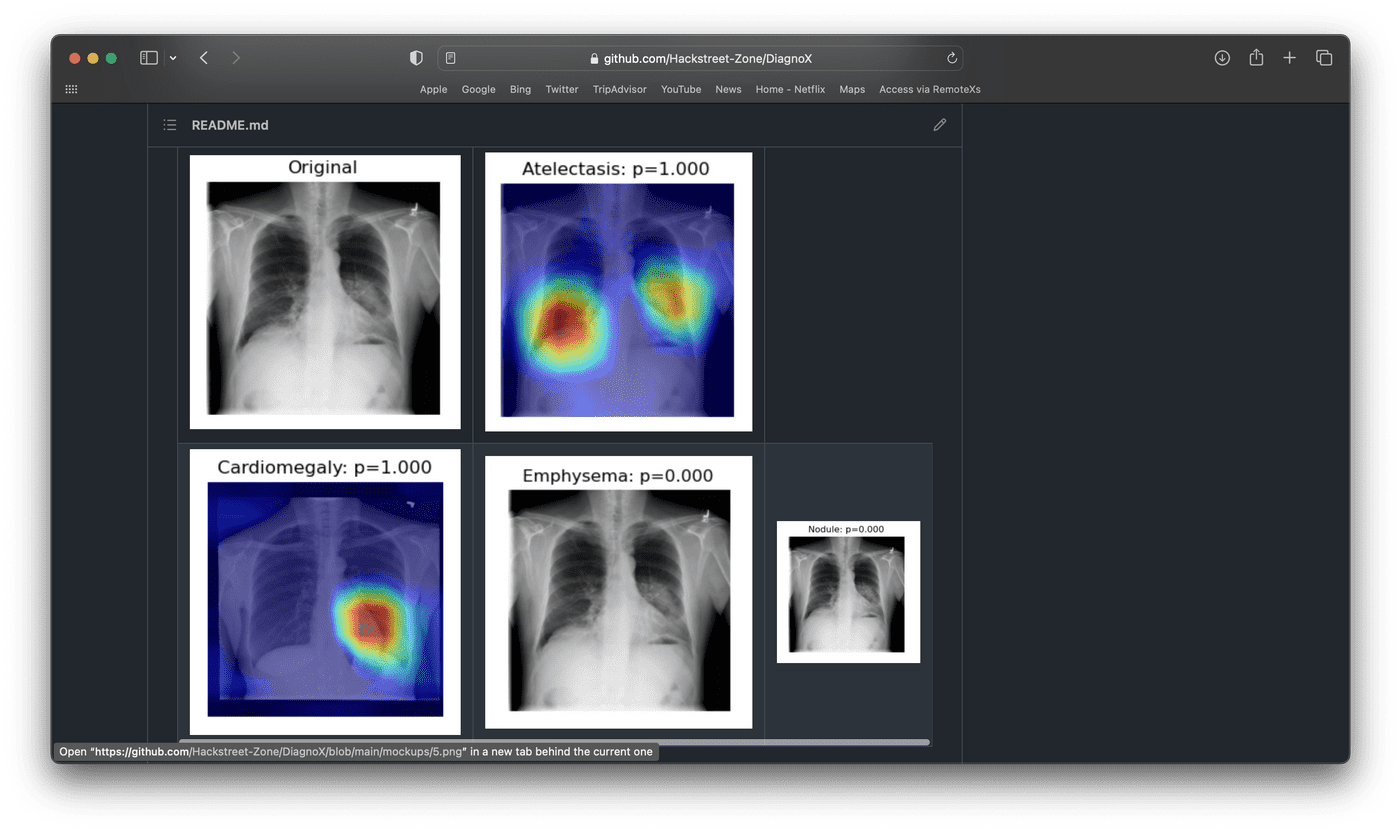 github.com/Hackstreet-Zone/DiagnoX
Apple Google Bing Twitter TripAdvisor YouTube News Home - Netflix Maps Access via RemoteXs
README.md
Original
Atelectasis: p=1.000
Cardiomegaly: p=1.000
Emphysema: p=0.000
Nodule: p=0.000
Open “https://github.com/Hackstreet-Zone/DiagnoX/blob/main/mockups/5.png” in a new tab behind the current one